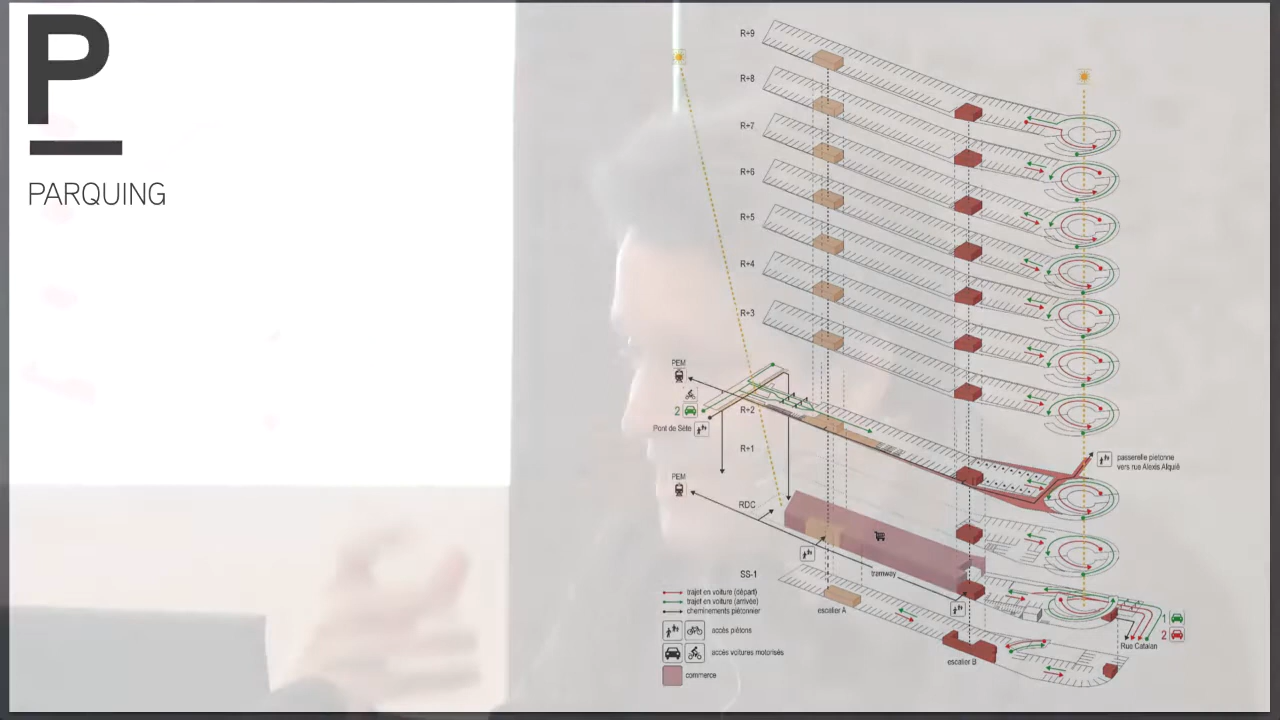 P
PARQUING
R+9
R+8
R+7
R+6
R+5
R+4
R+3
PEM
2
R+2
Pont de Sète
R+1
passerelle pietonne
vers rue Alexis Alquié
PEM
RDC
tramway
SS-1
trajet en voiture (départ)
trajet en voiture (arrivée)
cheminements piétonnier
escalier A
1
2
Rue Catalan
accès piétons
accès voitures motorisés
escalier B
commerce